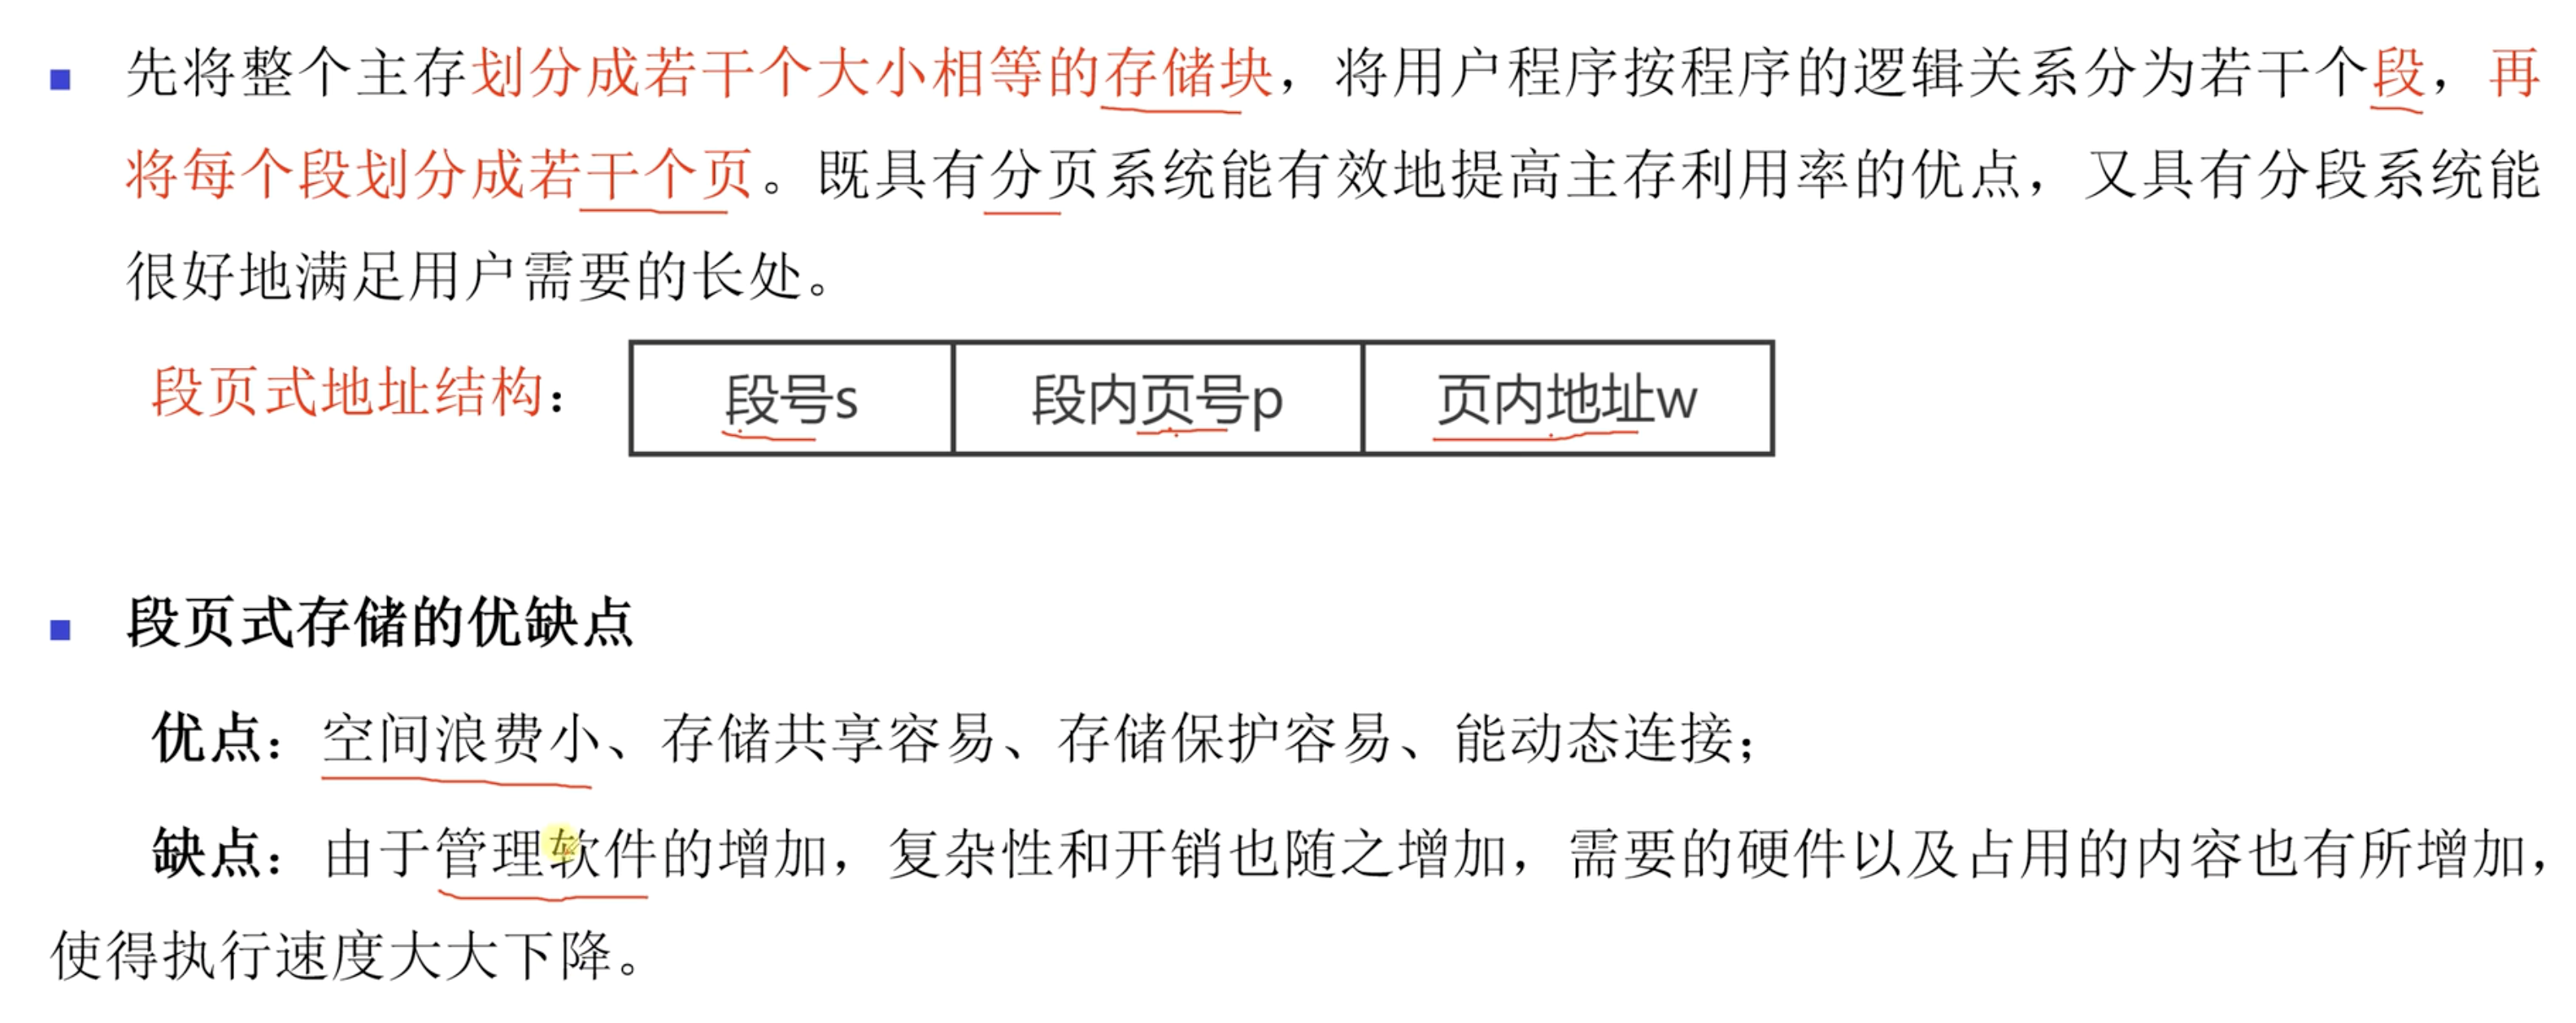 先将整个主存划分成若干个大小相等的存储块，将用户程序按程序的逻辑关系分为若干个段，再
将每个段划分成若干个页。既具有分页系统能有效地提高主存利用率的优点，又具有分段系统能
很好地满足用户需要的长处。
段页式地址结构： 段号s 段内页号p 页内地址w
段页式存储的优缺点
优点：空间浪费小、存储共享容易、存储保护容易、能动态连接；
缺点：由于管理软件的增加，复杂性和开销也随之增加，需要的硬件以及占用的内容也有所增加，
使得执行速度大大下降。